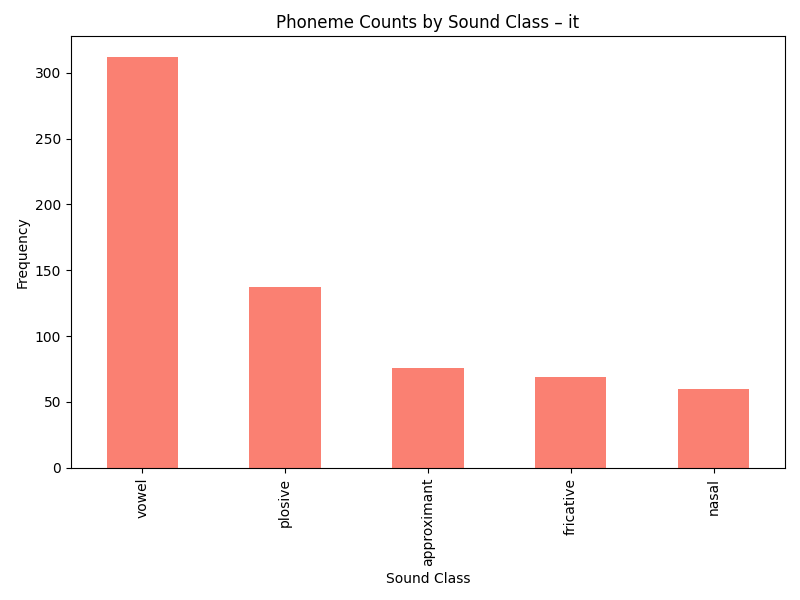 Phoneme Counts by Sound Class – it
Frequency
300
250
200
150
100
50
0
vowel
plosive
approximant
fricative
nasal
Sound Class